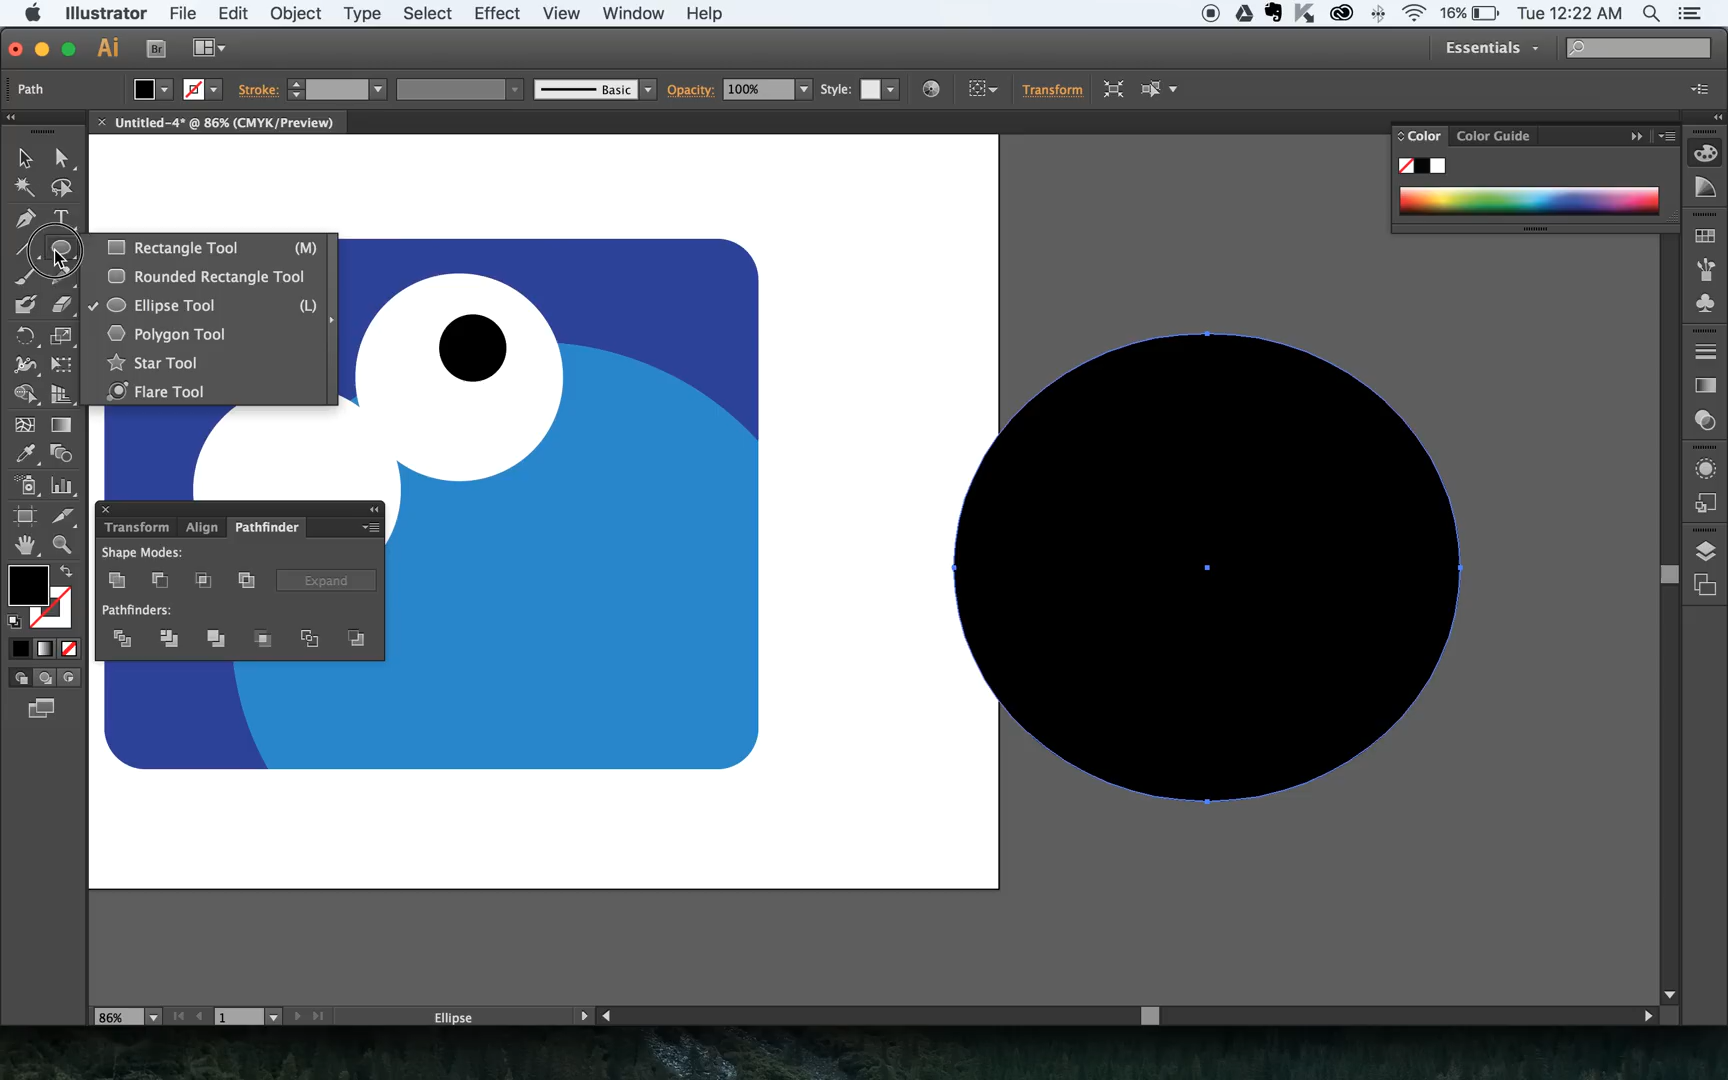 Illustrator File Edit Object Type Select Effect View Window Help 16% Tue 12:22 AM
Ai Br Essentials
Path Stroke: Basic Opacity: 100% Style: Transform
× Untitled-4* @ 86% (CMYK/Preview)
Color Color Guide
T
Rectangle Tool (M)
Rounded Rectangle Tool
Ellipse Tool (L)
Polygon Tool
Star Tool
Flare Tool
Transform Align Pathfinder
Shape Modes:
Expand
Pathfinders:
86% 1 Ellipse